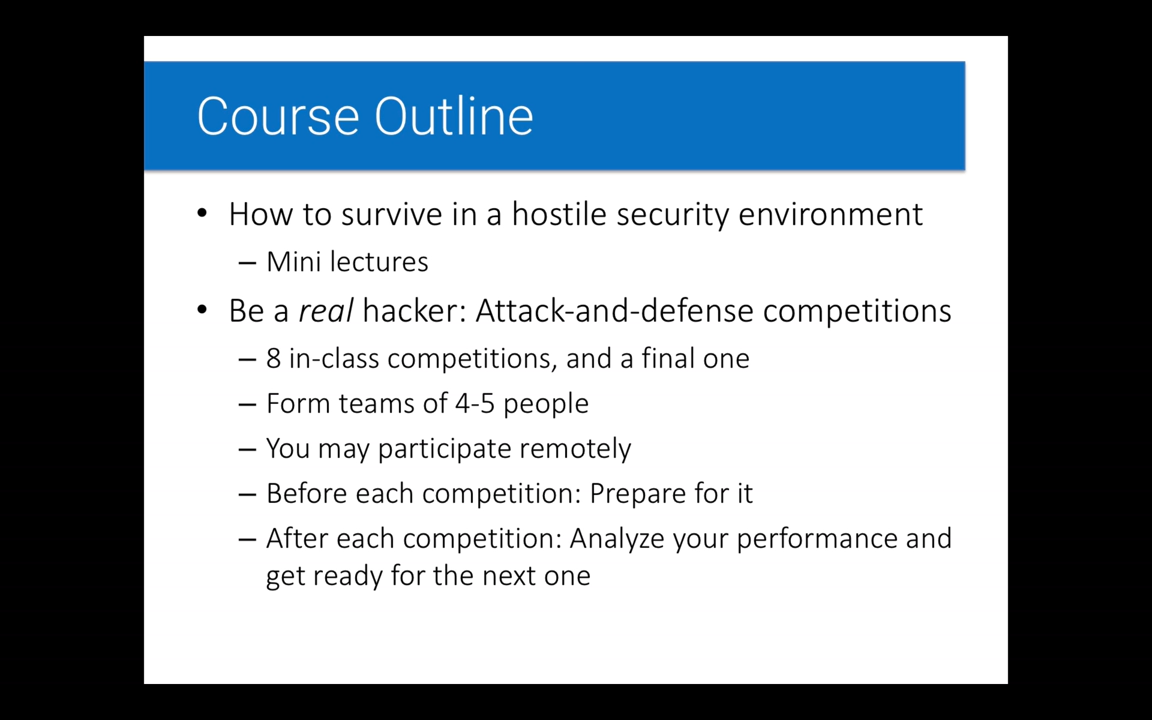 Course Outline
• How to survive in a hostile security environment
– Mini lectures
• Be a real hacker: Attack-and-defense competitions
– 8 in-class competitions, and a final one
– Form teams of 4-5 people
– You may participate remotely
– Before each competition: Prepare for it
– After each competition: Analyze your performance and
get ready for the next one